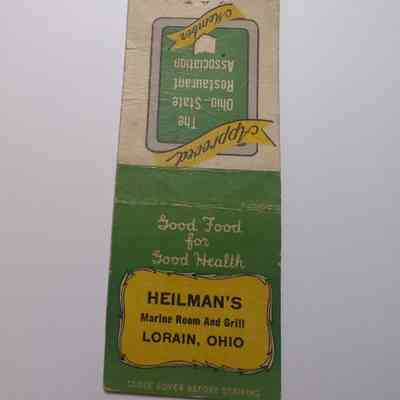 Approved
The
Ohio State
Restaurant
Association
Member
Good Food
for
Good Health
HEILMAN'S
Marine Room And Grill
LORAIN, OHIO
CLOSE COVER BEFORE STRIKING